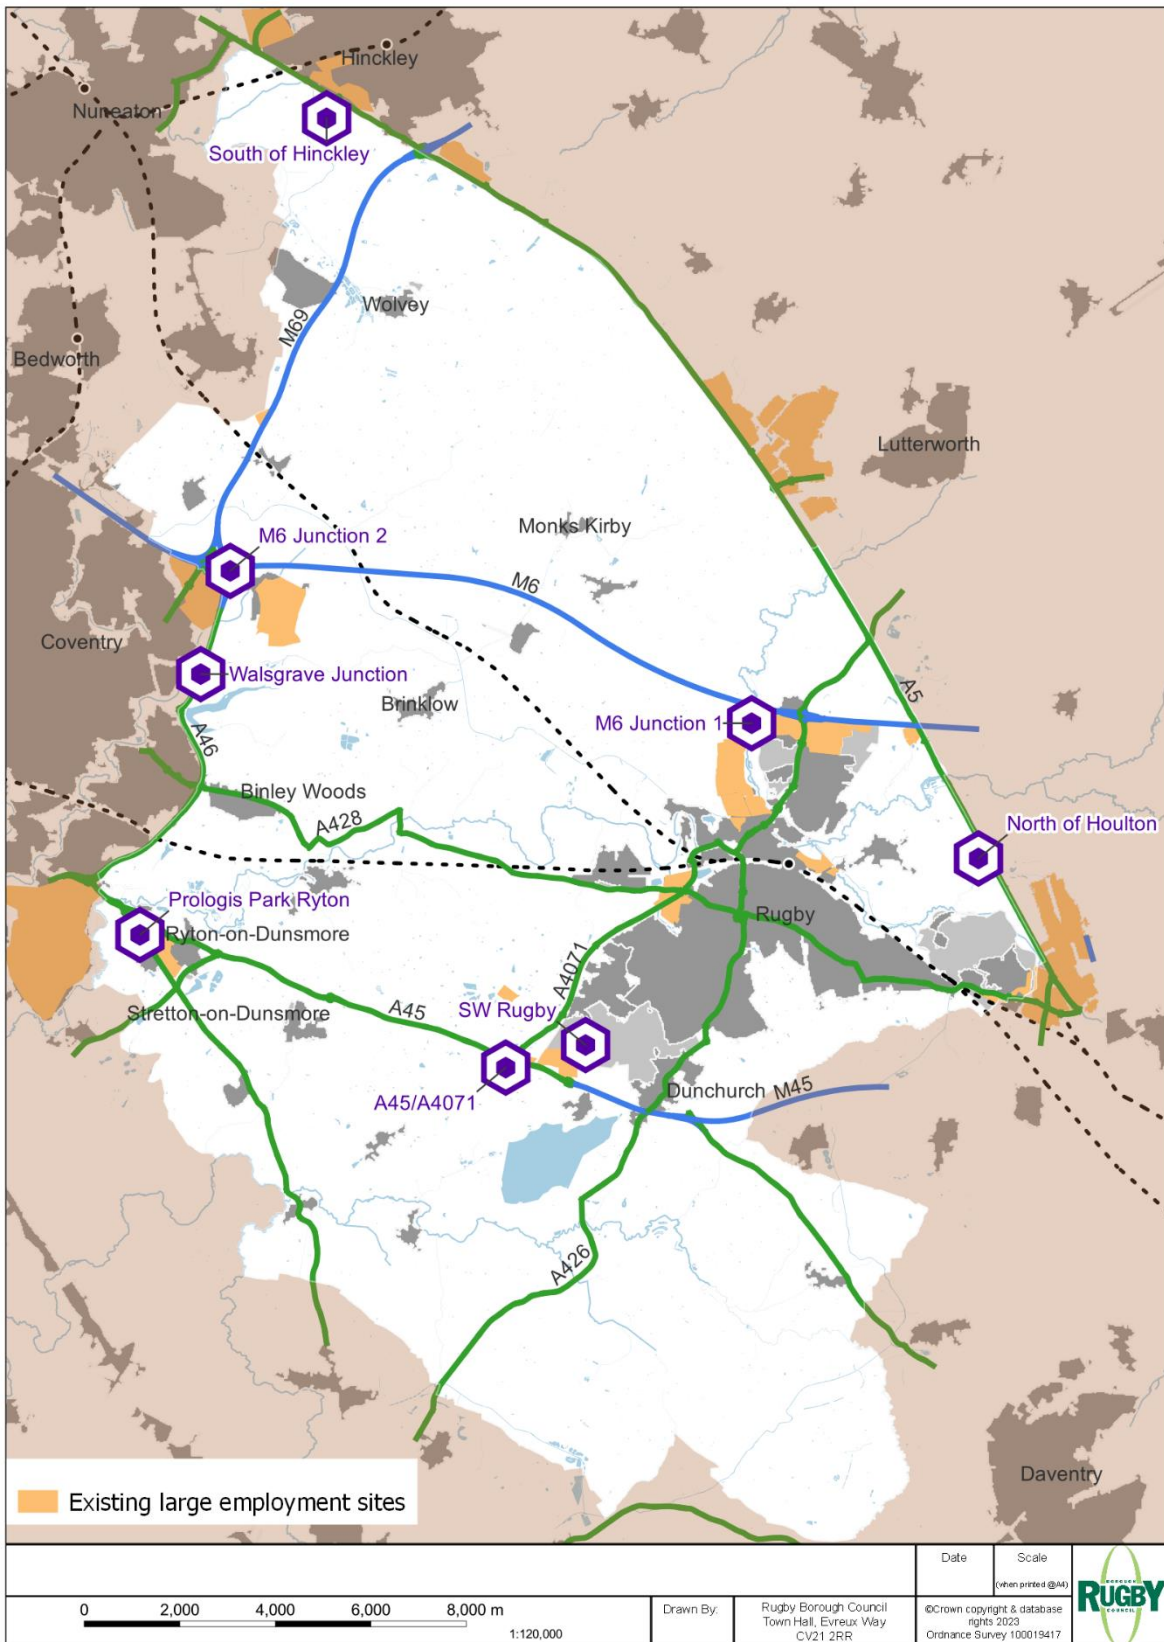 Hinckley
Nuneaton
South of Hinckley
Wolvey
M69
Bedworth
Lutterworth
M6 Junction 2
Monks Kirby
M6
Coventry
Walsgrave Junction
Brinklow
A5
M6 Junction 1
A46
Binley Woods
A428
North of Houlton
Prologis Park Ryton
Ryton-on-Dunsmore
Rugby
A4071
Stretton-on-Dunsmore
A45
SW Rugby
A45/A4071
Dunchurch
M45
A426
Daventry
Existing large employment sites
Date
Scale
(when printed @A4)
0 2,000 4,000 6,000 8,000 m
1:120,000
Drawn By:
Rugby Borough Council
Town Hall, Evreux Way
CV21 2RR
©Crown copyright & database
rights 2023
Ordnance Survey 100019417
BOROUGH
RUGBY
COUNCIL